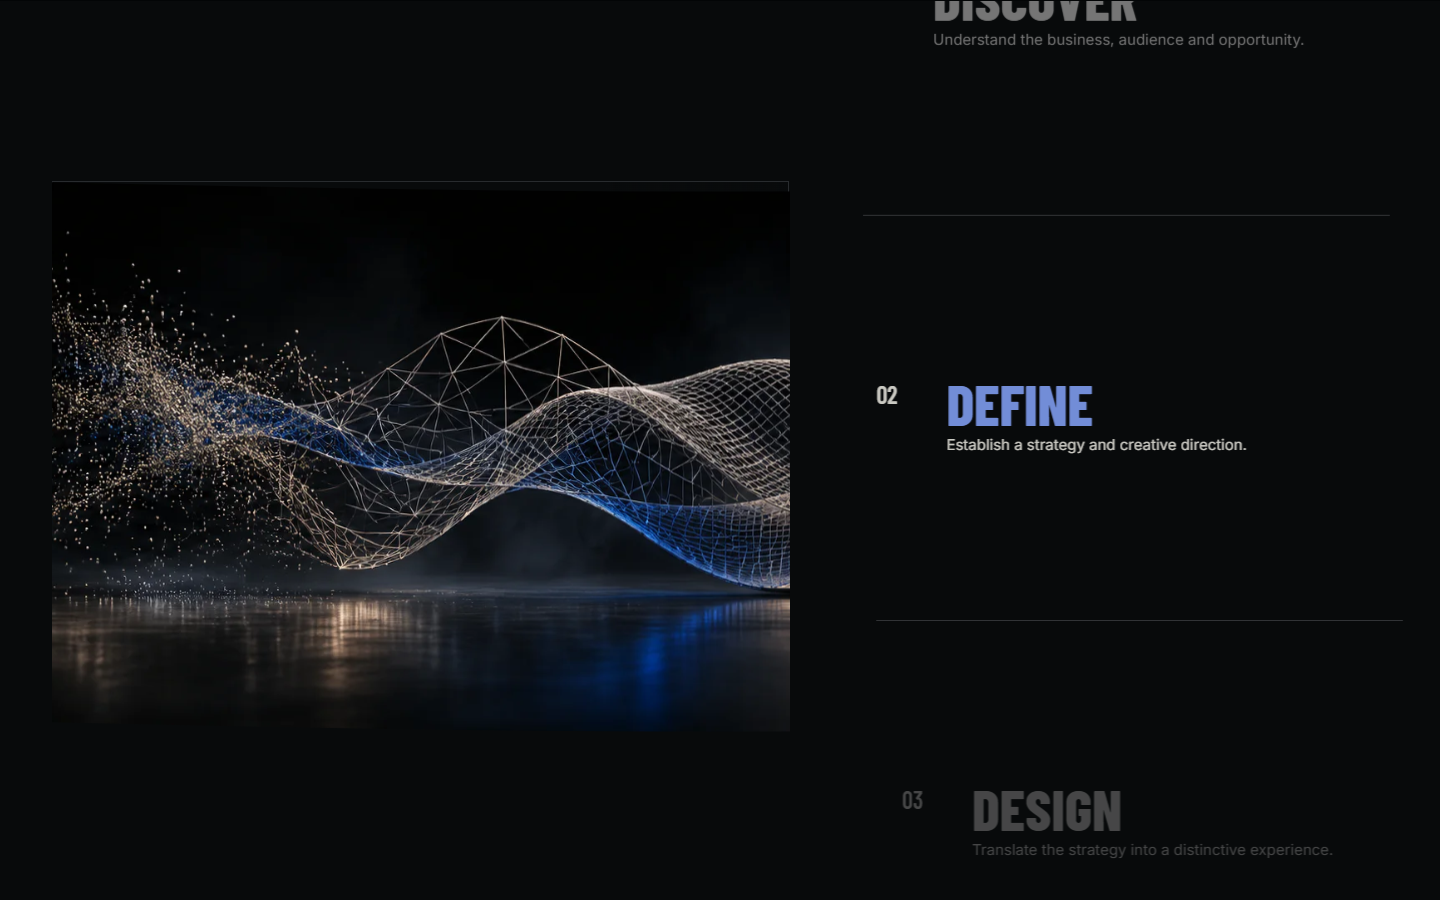 DISCOVER
Understand the business, audience and opportunity.
02
DEFINE
Establish a strategy and creative direction.
03
DESIGN
Translate the strategy into a distinctive experience.